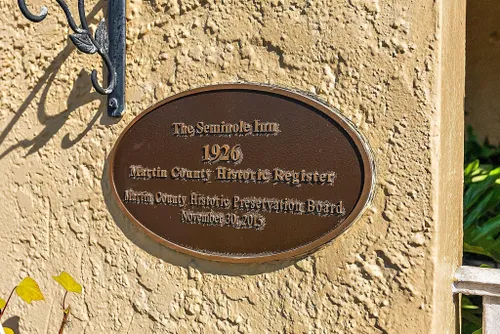 The Seminole Inn
1926
Martin County Historic Register
Martin County Historic Preservation Board
November 30, 2015